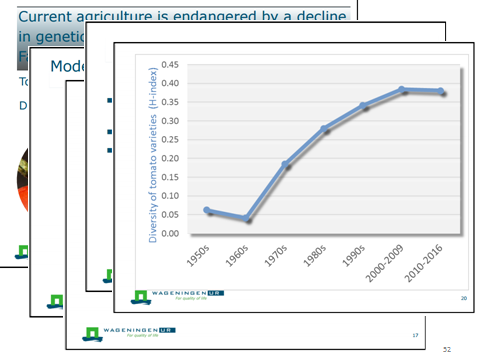 Current agriculture is endangered by a decline
in genetic
Mode
To
D
Diversity of tomato varieties (H-index)
0.45
0.40
0.35
0.30
0.25
0.20
0.15
0.10
0.05
0.00
1950s
1960s
1970s
1980s
1990s
2000-2009
2010-2016
WAGENINGEN UR
For quality of life
20
WAGENINGEN UR
For quality of life
17
52